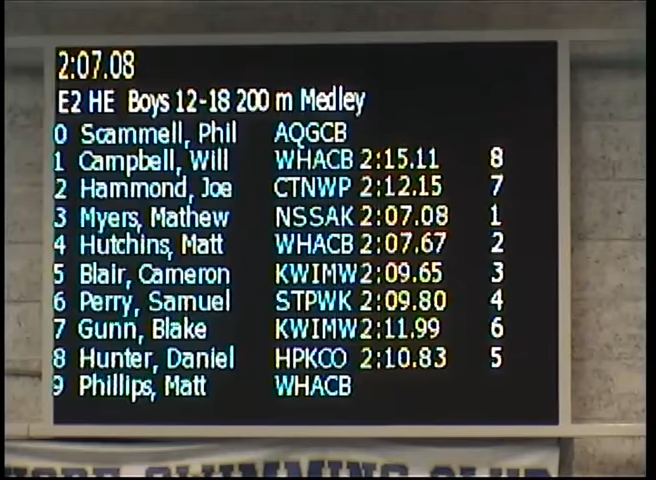 2:07.08
E2 HE Boys 12-18 200 m Medley
0 Scammell, Phil AQGCB
1 Campbell, Will WHACB 2:15.11 8
2 Hammond, Joe CTNWP 2:12.15 7
3 Myers, Mathew NSSAK 2:07.08 1
4 Hutchins, Matt WHACB 2:07.67 2
5 Blair, Cameron KWIMW 2:09.65 3
6 Perry, Samuel STPWK 2:09.80 4
7 Gunn, Blake KWIMW 2:11.99 6
8 Hunter, Daniel HPKCO 2:10.83 5
9 Phillips, Matt WHACB
SWIMMING CLUB